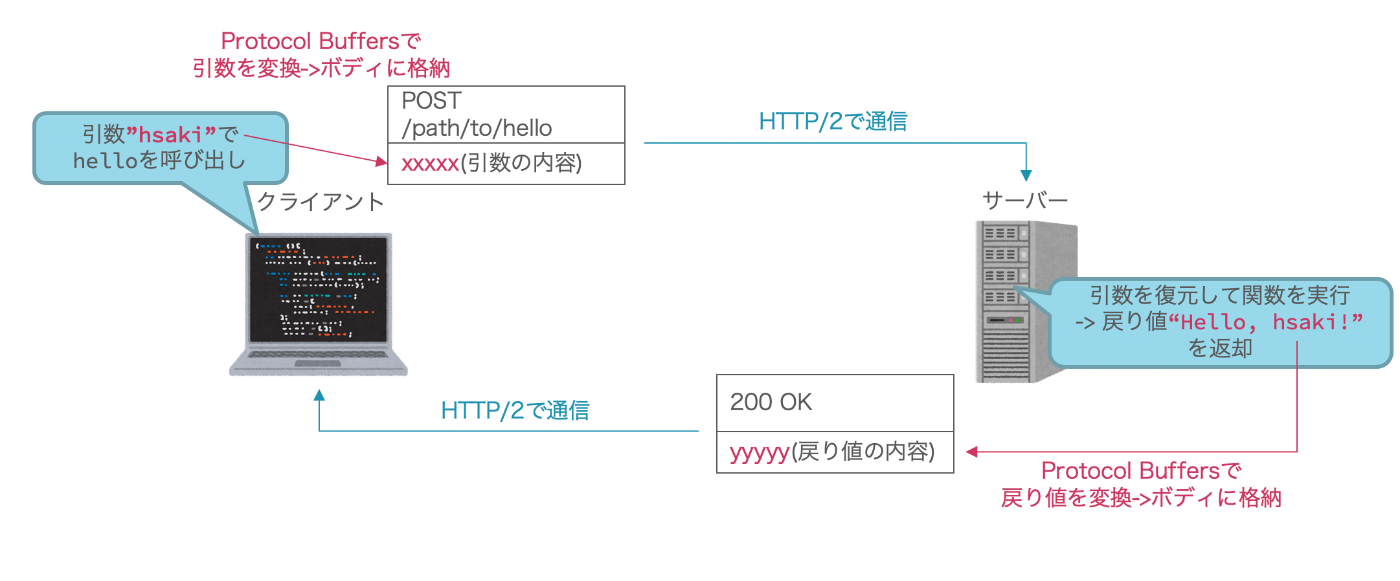 Protocol Buffersで
引数を変換->ボディに格納
POST
/path/to/hello
xxxxx(引数の内容)
引数”hsaki”で
helloを呼び出し
クライアント
HTTP/2で通信
サーバー
引数を復元して関数を実行
-> 戻り値“Hello, hsaki!”
を返却
200 OK
yyyyy(戻り値の内容)
HTTP/2で通信
Protocol Buffersで
戻り値を変換->ボディに格納